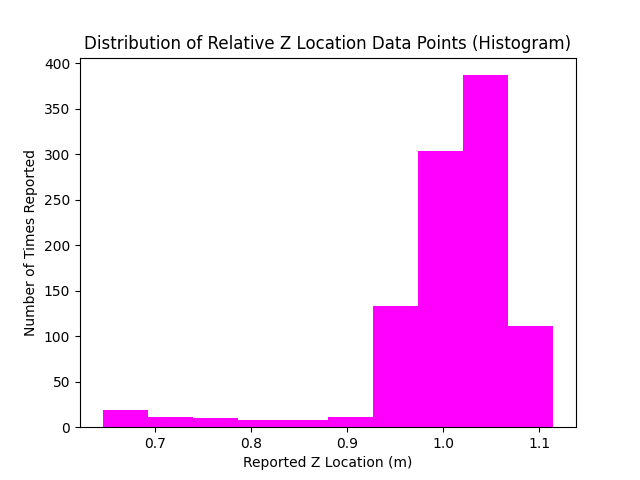 Distribution of Relative Z Location Data Points (Histogram)
400
350
300
250
200
150
100
50
0
Number of Times Reported
0.7 0.8 0.9 1.0 1.1
Reported Z Location (m)